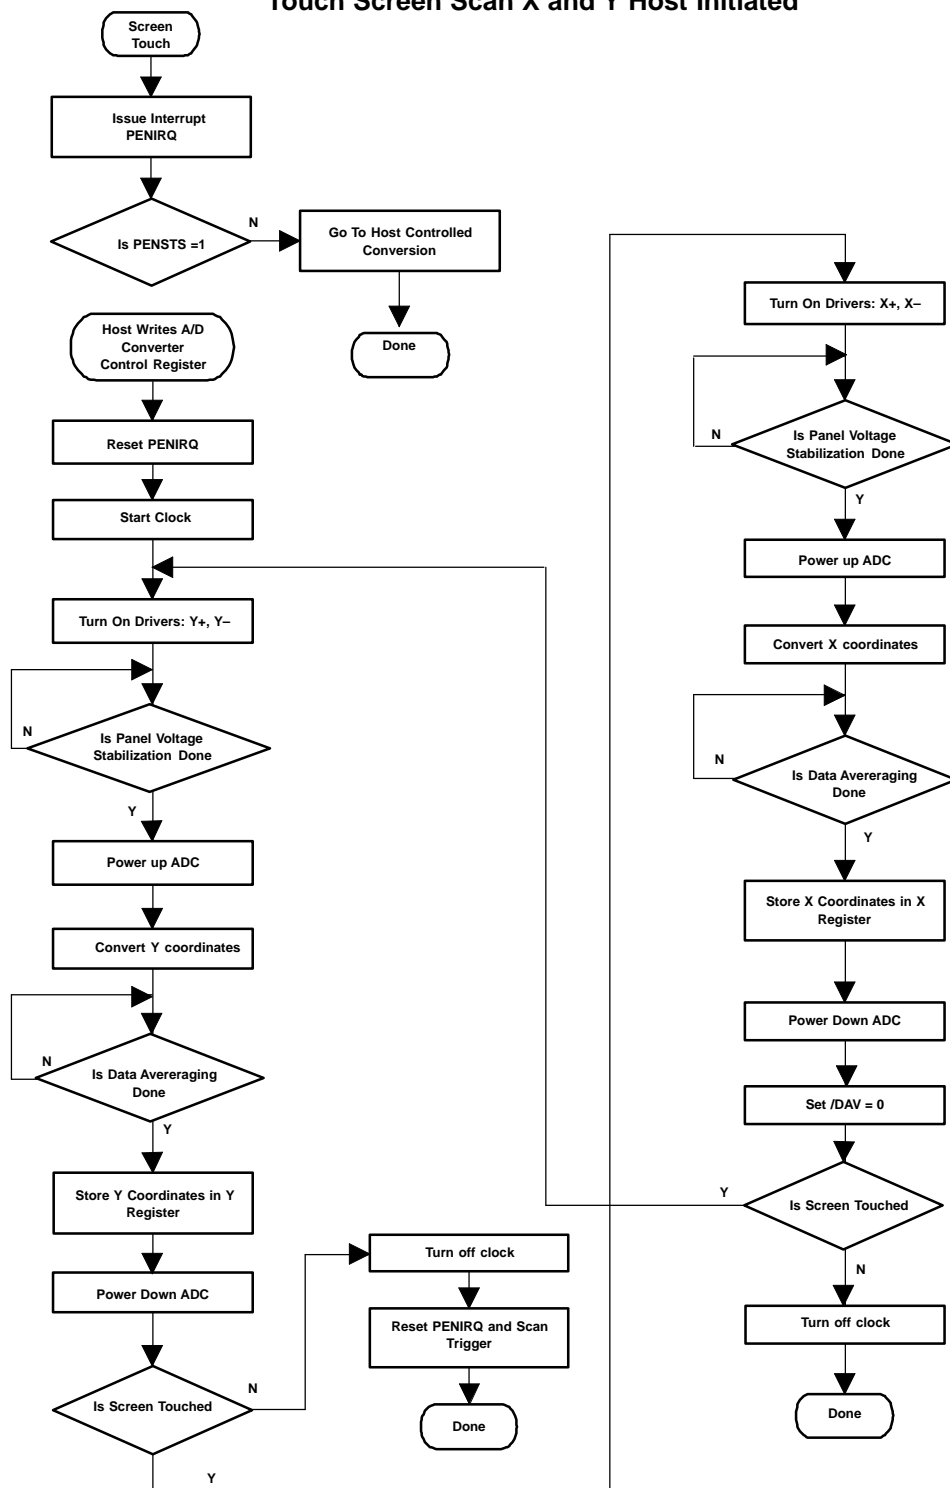 Touch Screen Scan X and Y Host Initiated
Screen
Touch
Issue Interrupt
PENIRQ
Is PENSTS =1
N
Go To Host Controlled
Conversion
Done
Host Writes A/D
Converter
Control Register
Reset PENIRQ
Start Clock
Turn On Drivers: Y+, Y–
Is Panel Voltage
Stabilization Done
N
Y
Power up ADC
Convert Y coordinates
Is Data Avereraging
Done
N
Y
Store Y Coordinates in Y
Register
Power Down ADC
Is Screen Touched
N
Y
Turn off clock
Reset PENIRQ and Scan
Trigger
Done
Turn On Drivers: X+, X–
Is Panel Voltage
Stabilization Done
N
Y
Power up ADC
Convert X coordinates
Is Data Avereraging
Done
N
Y
Store X Coordinates in X
Register
Power Down ADC
Set /DAV = 0
Is Screen Touched
Y
N
Turn off clock
Done